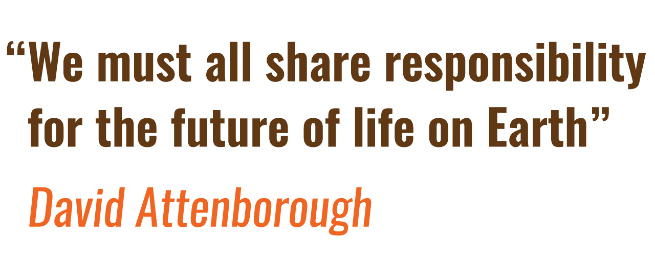 “We must all share responsibility
for the future of life on Earth”
David Attenborough